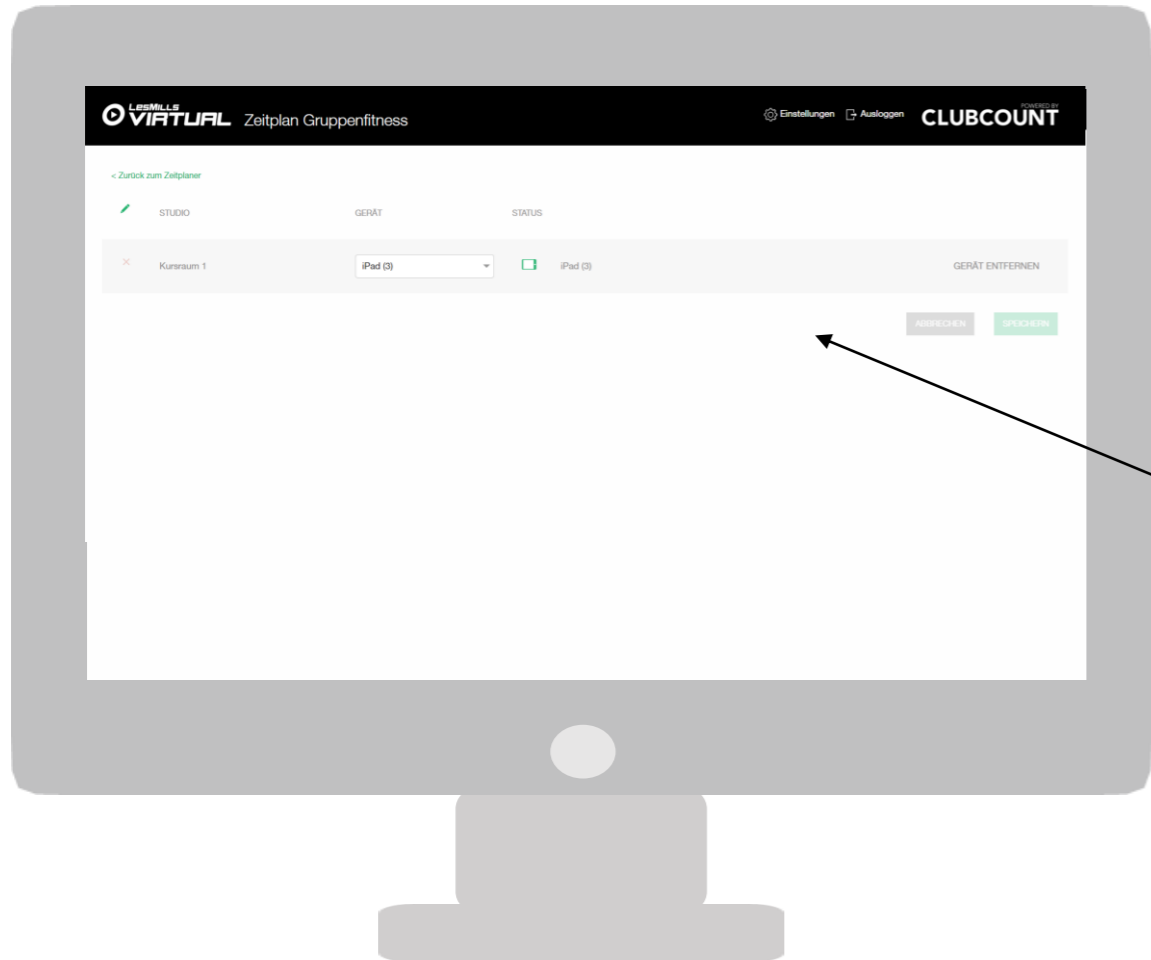 LESMILLS
VIRTUAL Zeitplan Gruppenfitness
Einstellungen Ausloggen
POWERED BY
CLUBCOUNT
< Zurück zum Zeitplaner
STUDIO GERÄT STATUS
Kursraum 1 iPad (3) iPad (3) GERÄT ENTFERNEN
ABBRECHEN SPEICHERN